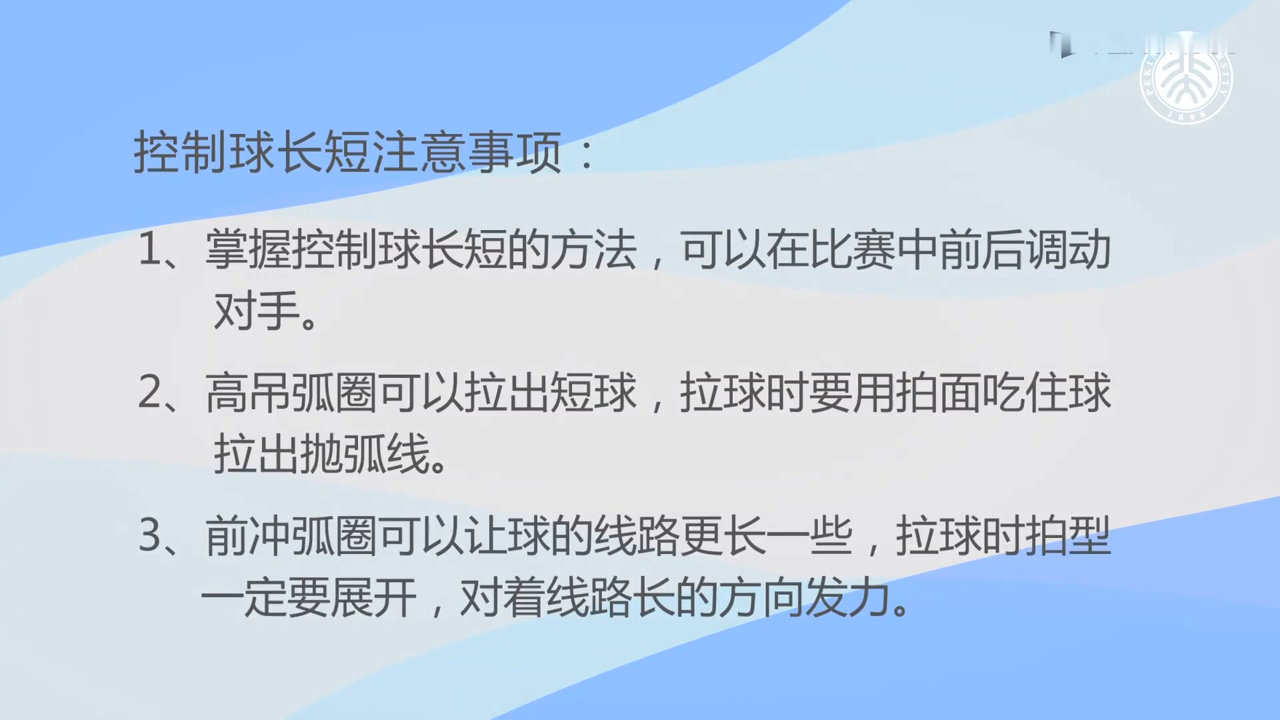 控制球长短注意事项：
1、掌握控制球长短的方法，可以在比赛中前后调动
对手。
2、高吊弧圈可以拉出短球，拉球时要用拍面吃住球
拉出抛弧线。
3、前冲弧圈可以让球的线路更长一些，拉球时拍型
一定要展开，对着线路长的方向发力。
1898